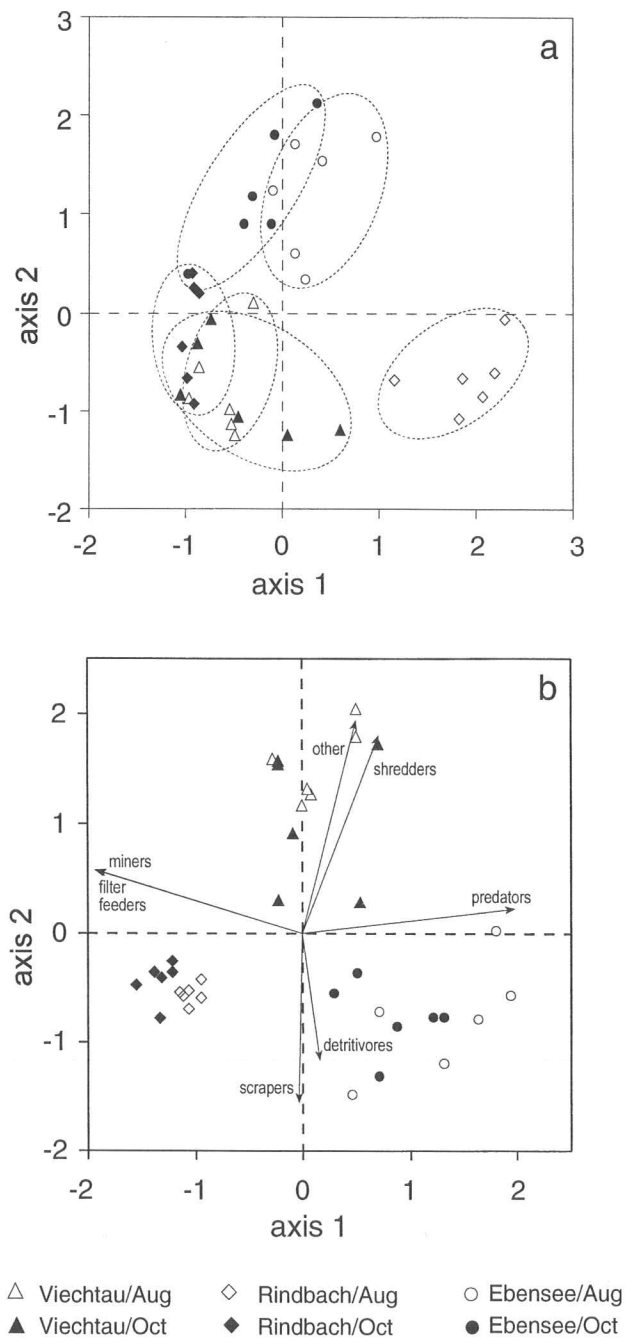 a
3
2
1
0
-1
-2
axis 2
-2 -1 0 1 2 3
axis 1
b
2
1
0
-1
-2
axis 2
other
shredders
miners
filter
feeders
predators
detritivores
scrapers
-2 -1 0 1 2
axis 1
△ Viechtau/Aug ◇ Rindbach/Aug ○ Ebensee/Aug
▲ Viechtau/Oct ◆ Rindbach/Oct ● Ebensee/Oct